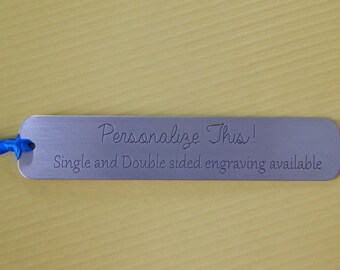 Personalize This!
Single and Double sided engraving available